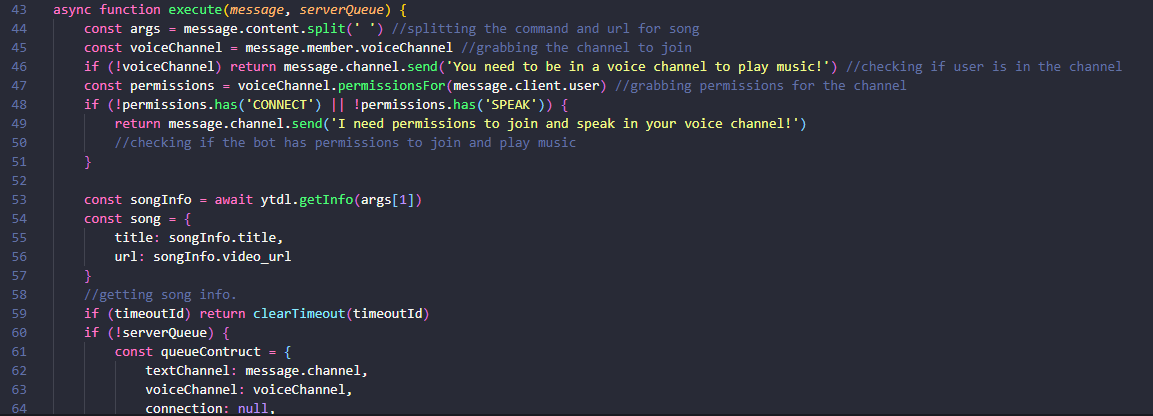 43 async function execute(message, serverQueue) {
44 const args = message.content.split(' ') //splitting the command and url for song
45 const voiceChannel = message.member.voiceChannel //grabbing the channel to join
46 if (!voiceChannel) return message.channel.send('You need to be in a voice channel to play music!') //checking if user is in the channel
47 const permissions = voiceChannel.permissionsFor(message.client.user) //grabbing permissions for the channel
48 if (!permissions.has('CONNECT') || !permissions.has('SPEAK')) {
49 return message.channel.send('I need permissions to join and speak in your voice channel!')
50 //checking if the bot has permissions to join and play music
51 }
52
53 const songInfo = await ytdl.getInfo(args[1])
54 const song = {
55 title: songInfo.title,
56 url: songInfo.video_url
57 }
58 //getting song info.
59 if (timeoutId) return clearTimeout(timeoutId)
60 if (!serverQueue) {
61 const queueContruct = {
62 textChannel: message.channel,
63 voiceChannel: voiceChannel,
64 connection: null,